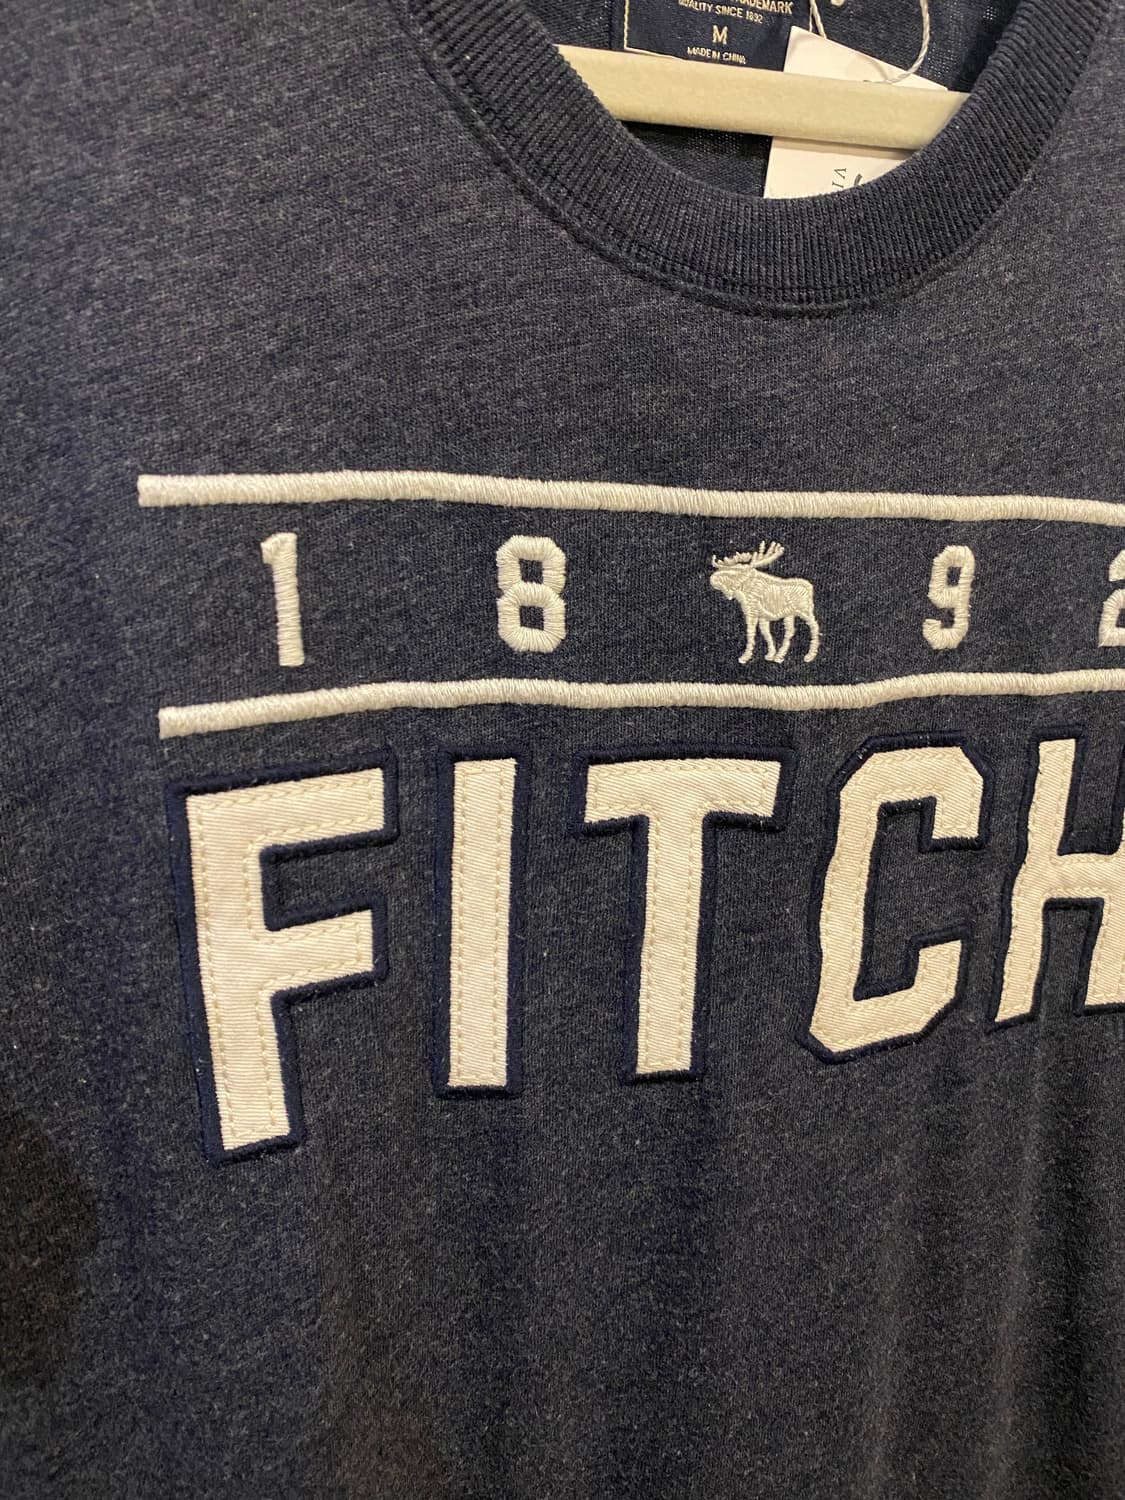 QUALITY SINCE 1892
M
MADE IN CHINA
1 8 9 2
FITCH